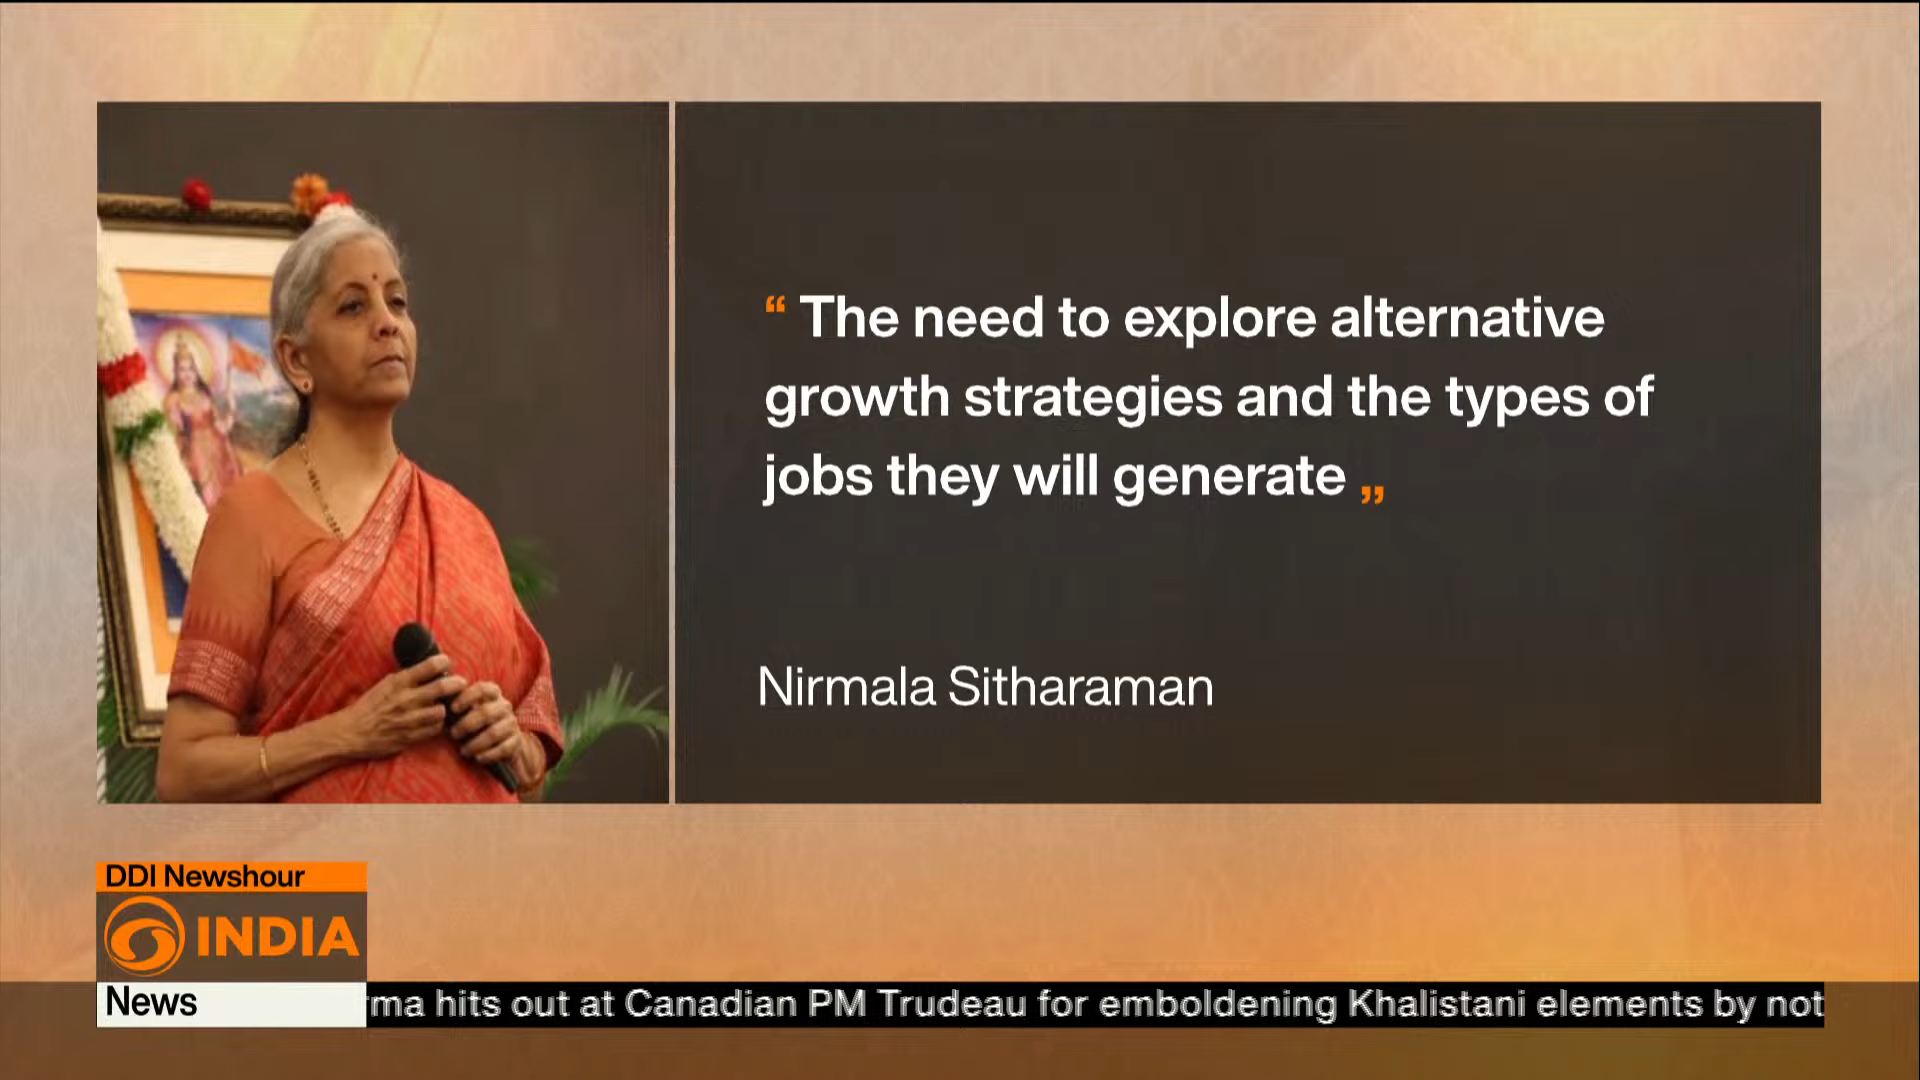 “ The need to explore alternative
growth strategies and the types of
jobs they will generate „
Nirmala Sitharaman
DDI Newshour
INDIA
News
rma hits out at Canadian PM Trudeau for emboldening Khalistani elements by not